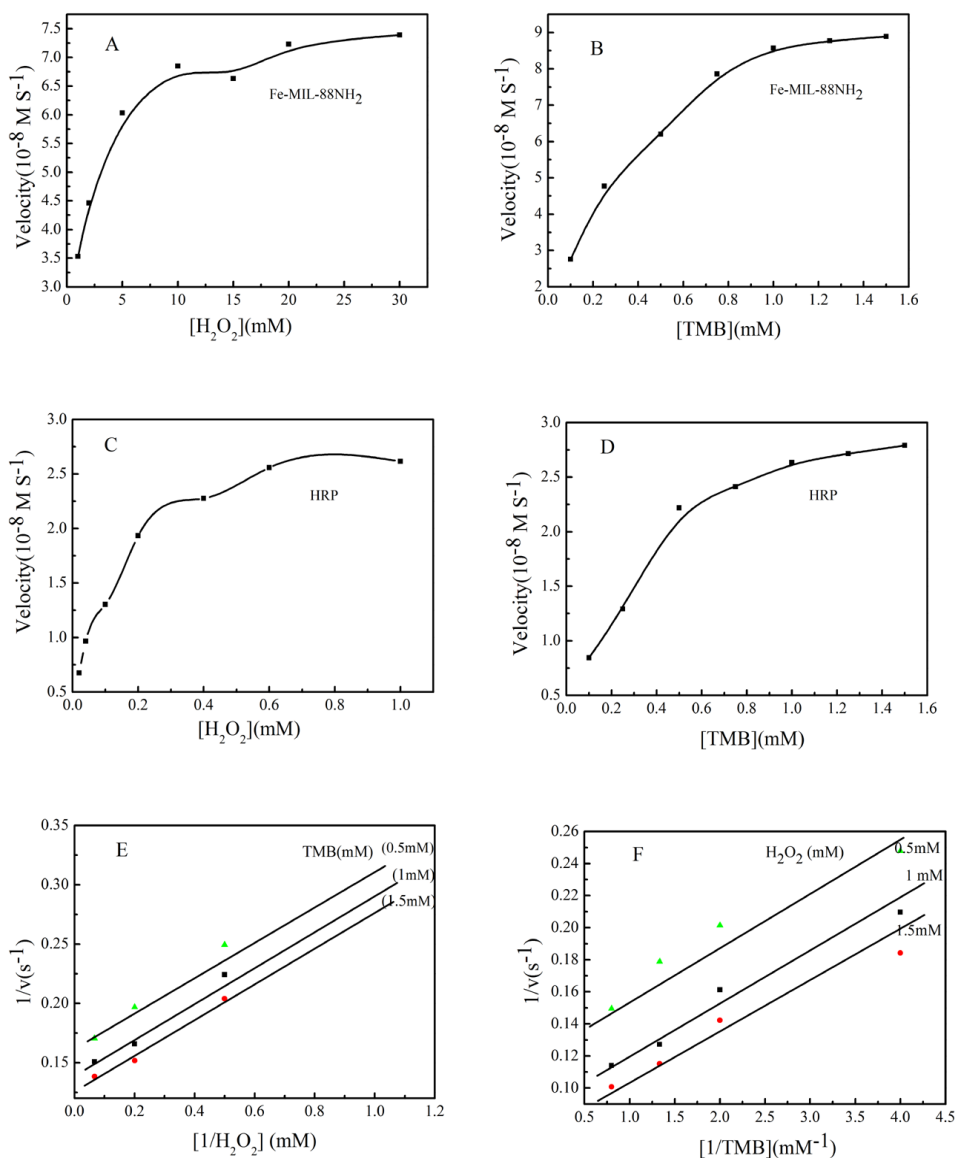 A
Fe-MIL-88NH2
Velocity(10-8 M S-1)
7.5
7.0
6.5
6.0
5.5
5.0
4.5
4.0
3.5
3.0
0 5 10 15 20 25 30
[H2O2](mM)
B
Fe-MIL-88NH2
Velocity(10-8 M S-1)
9
8
7
6
5
4
3
2
0.0 0.2 0.4 0.6 0.8 1.0 1.2 1.4 1.6
[TMB](mM)
C
HRP
Velocity(10-8 M S-1)
3.0
2.5
2.0
1.5
1.0
0.5
0.0 0.2 0.4 0.6 0.8 1.0
[H2O2](mM)
D
HRP
Velocity(10-8 M S-1)
3.0
2.5
2.0
1.5
1.0
0.5
0.0 0.2 0.4 0.6 0.8 1.0 1.2 1.4 1.6
[TMB](mM)
E
TMB(mM) (0.5mM)
(1mM)
(1.5mM)
1/v(s-1)
0.35
0.30
0.25
0.20
0.15
0.0 0.2 0.4 0.6 0.8 1.0 1.2
[1/H2O2] (mM)
F
H2O2 (mM)
0.5mM
1 mM
1.5mM
1/v(s-1)
0.26
0.24
0.22
0.20
0.18
0.16
0.14
0.12
0.10
1.0 1.5 2.0 2.5 3.0 3.5 4.0 4.5
[1/TMB](mM-1)